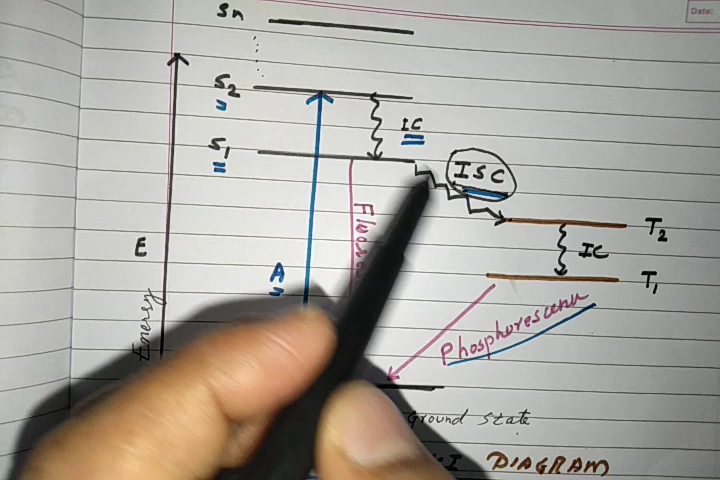 Date:
Sn
S2
IC
S1
ISC
T2
E
A
IC
T1
Energy
Phosphorescence
Ground state
DIAGRAM